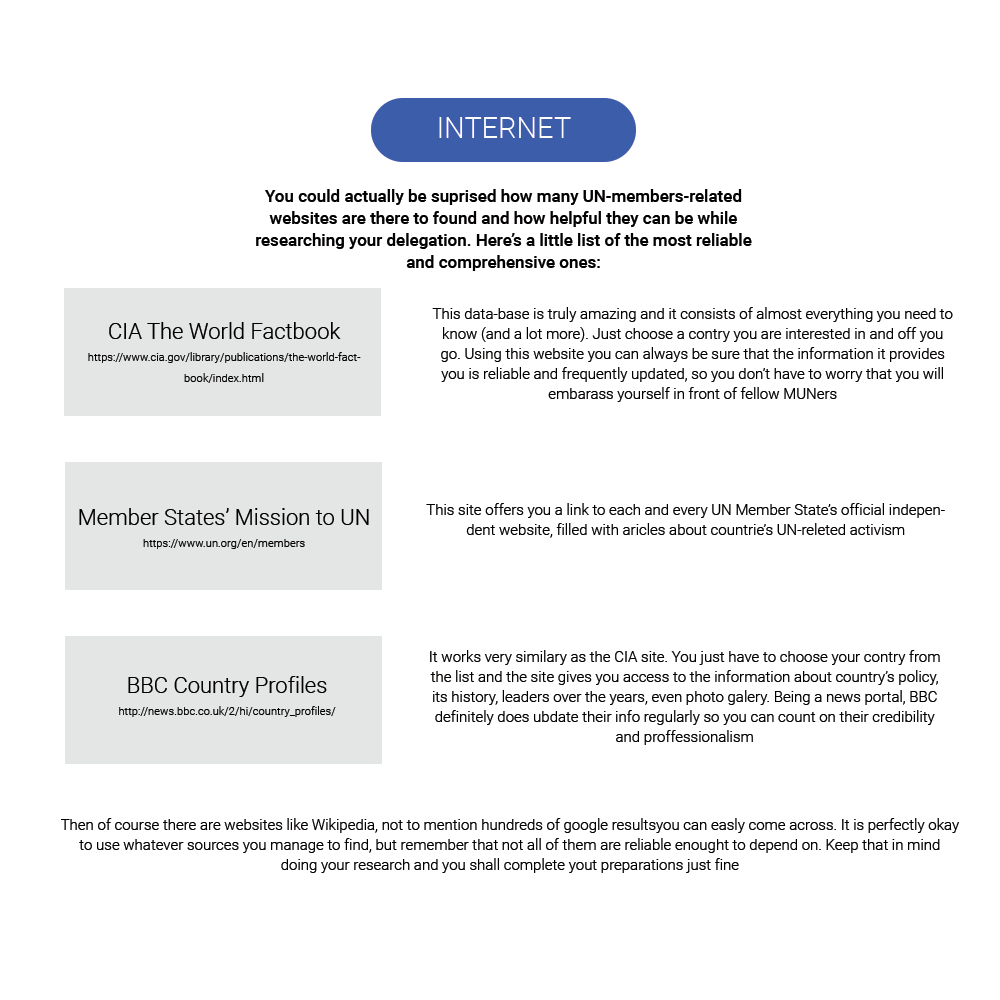 INTERNET
You could actually be suprised how many UN-members-related
websites are there to found and how helpful they can be while
researching your delegation. Here’s a little list of the most reliable
and comprehensive ones:
CIA The World Factbook
https://www.cia.gov/library/publications/the-world-fact-
book/index.html
This data-base is truly amazing and it consists of almost everything you need to
know (and a lot more). Just choose a contry you are interested in and off you
go. Using this website you can always be sure that the information it provides
you is reliable and frequently updated, so you don’t have to worry that you will
embarass yourself in front of fellow MUNers
Member States’ Mission to UN
https://www.un.org/en/members
This site offers you a link to each and every UN Member State’s official indepen-
dent website, filled with aricles about countrie’s UN-releted activism
BBC Country Profiles
http://news.bbc.co.uk/2/hi/country_profiles/
It works very similary as the CIA site. You just have to choose your contry from
the list and the site gives you access to the information about country’s policy,
its history, leaders over the years, even photo galery. Being a news portal, BBC
definitely does ubdate their info regularly so you can count on their credibility
and proffessionalism
Then of course there are websites like Wikipedia, not to mention hundreds of google resultsyou can easly come across. It is perfectly okay
to use whatever sources you manage to find, but remember that not all of them are reliable enought to depend on. Keep that in mind
doing your research and you shall complete yout preparations just fine